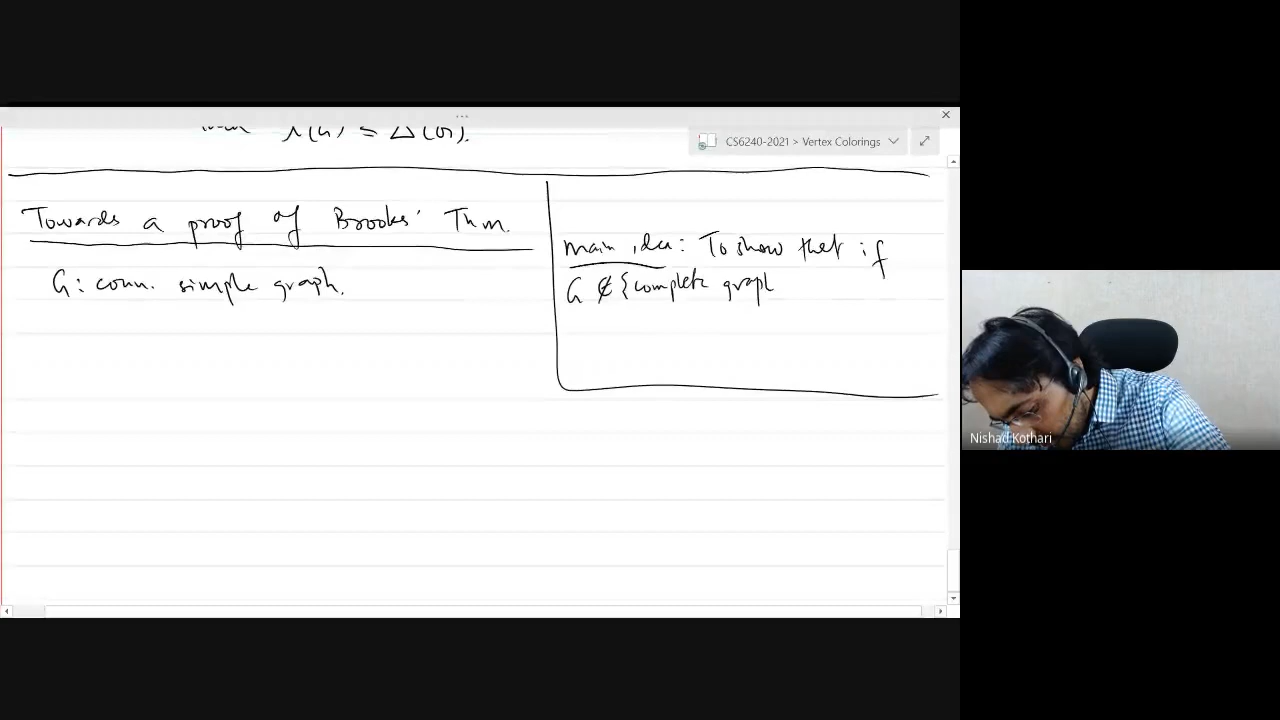 χ(G) ≤ Δ(G).
CS6240-2021 > Vertex Colorings
Towards a proof of Brooks' Thm.
G: conn. simple graph.
main idea: To show that if
G ∉ {complete graph
Nishad Kothari